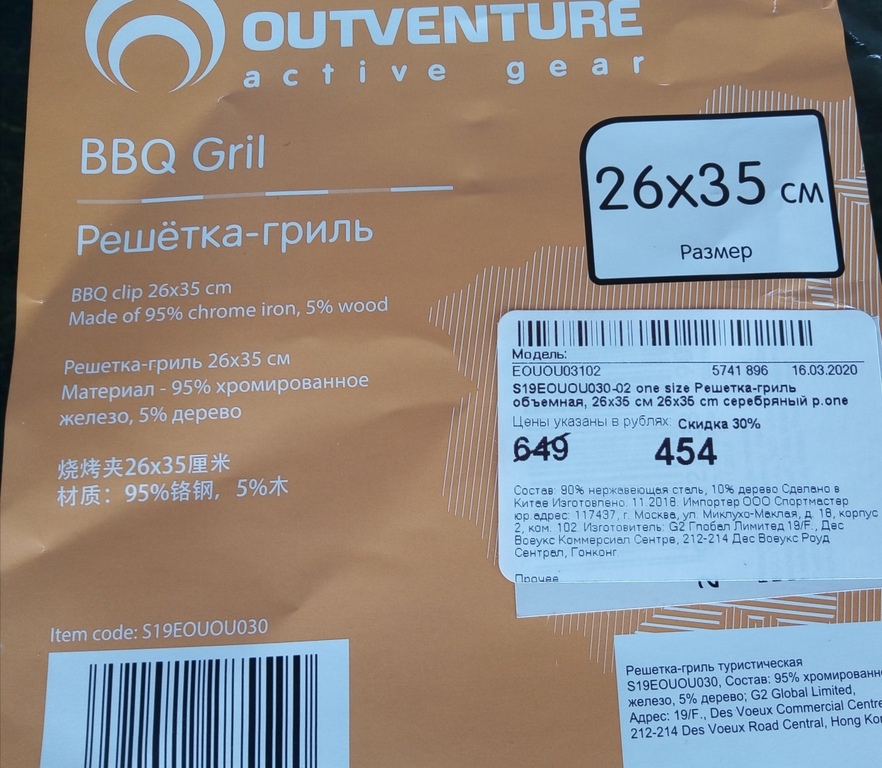 OUTVENTURE
active gear
BBQ Gril
Решётка-гриль
26x35 см
Размер
BBQ clip 26x35 cm
Made of 95% chrome iron, 5% wood
Решетка-гриль 26x35 см
Материал - 95% хромированное
железо, 5% дерево
烧烤夹26x35厘米
材质：95%铬钢，5%木
Item code: S19EOUOU030
Модель:
EOUOU03102 5741 896 16.03.2020
S19EOUOU030-02 one size Решетка-гриль
объемная, 26x35 см 26x35 cm серебряный р.one
Цены указаны в рублях: Скидка 30%
649 454
Состав: 90% нержавеющая сталь, 10% дерево Сделано в
Китае Изготовлено: 11.2018. Импортер ООО Спортмастер
юр.адрес: 117437, г. Москва, ул. Миклухо-Маклая, д. 18, корпус
2, ком. 102. Изготовитель: G2 Глобал Лимитед 19/F., Дес
Воеукс Коммерсиал Сентре, 212-214 Дес Воеукс Роуд
Сентрал, Гонконг
Прочее
Решетка-гриль туристическая
S19EOUOU030, Состав: 95% хромированн
железо, 5% дерево; G2 Global Limited,
Адрес: 19/F., Des Voeux Commercial Centre
212-214 Des Voeux Road Central, Hong Ko